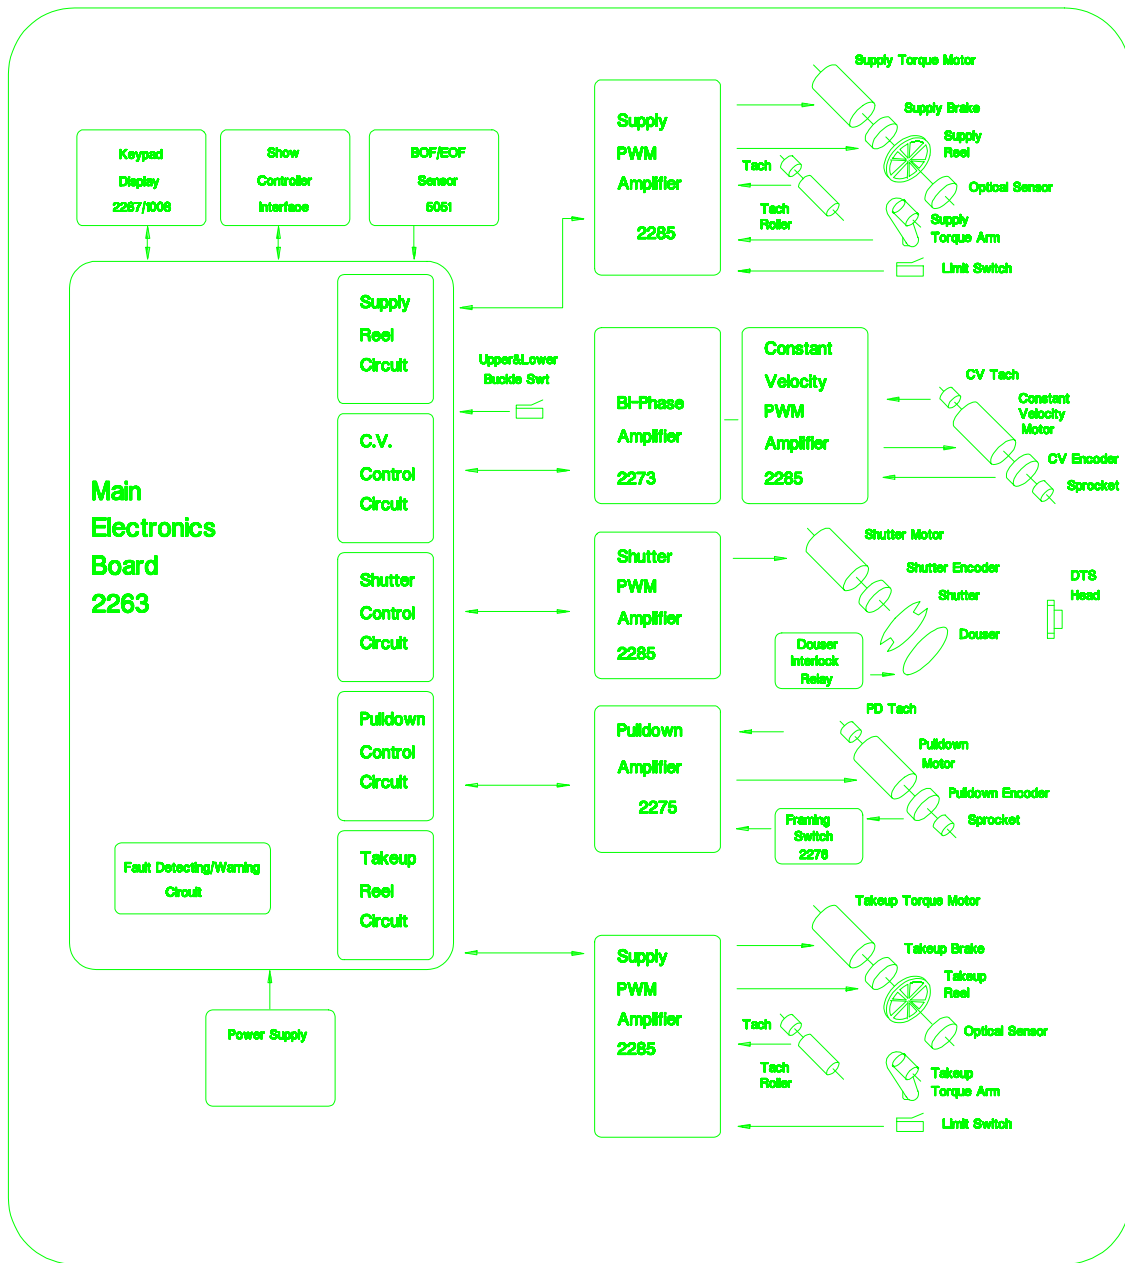 Keypad
Display
2287/1008
Show
Controller
Interface
BOF/EOF
Sensor
5051
Main
Electronics
Board
2263
Supply
Reel
Circuit
C.V.
Control
Circuit
Shutter
Control
Circuit
Pulldown
Control
Circuit
Takeup
Reel
Circuit
Fault Detecting/Warning
Circuit
Power Supply
Upper&Lower
Buckle Swt
Supply
PWM
Amplifier
2285
Supply Torque Motor
Supply Brake
Supply
Reel
Optical Sensor
Tach
Tach
Roller
Supply
Torque Arm
Limit Switch
Bi-Phase
Amplifier
2273
Constant
Velocity
PWM
Amplifier
2285
CV Tach
Constant
Velocity
Motor
CV Encoder
Sprocket
Shutter
PWM
Amplifier
2285
Shutter Motor
Shutter Encoder
Shutter
Douser
DTS
Head
Douser
Interlock
Relay
Pulldown
Amplifier
2275
PD Tach
Pulldown
Motor
Pulldown Encoder
Sprocket
Framing
Switch
2276
Supply
PWM
Amplifier
2285
Takeup Torque Motor
Takeup Brake
Takeup
Reel
Optical Sensor
Tach
Tach
Roller
Takeup
Torque Arm
Limit Switch